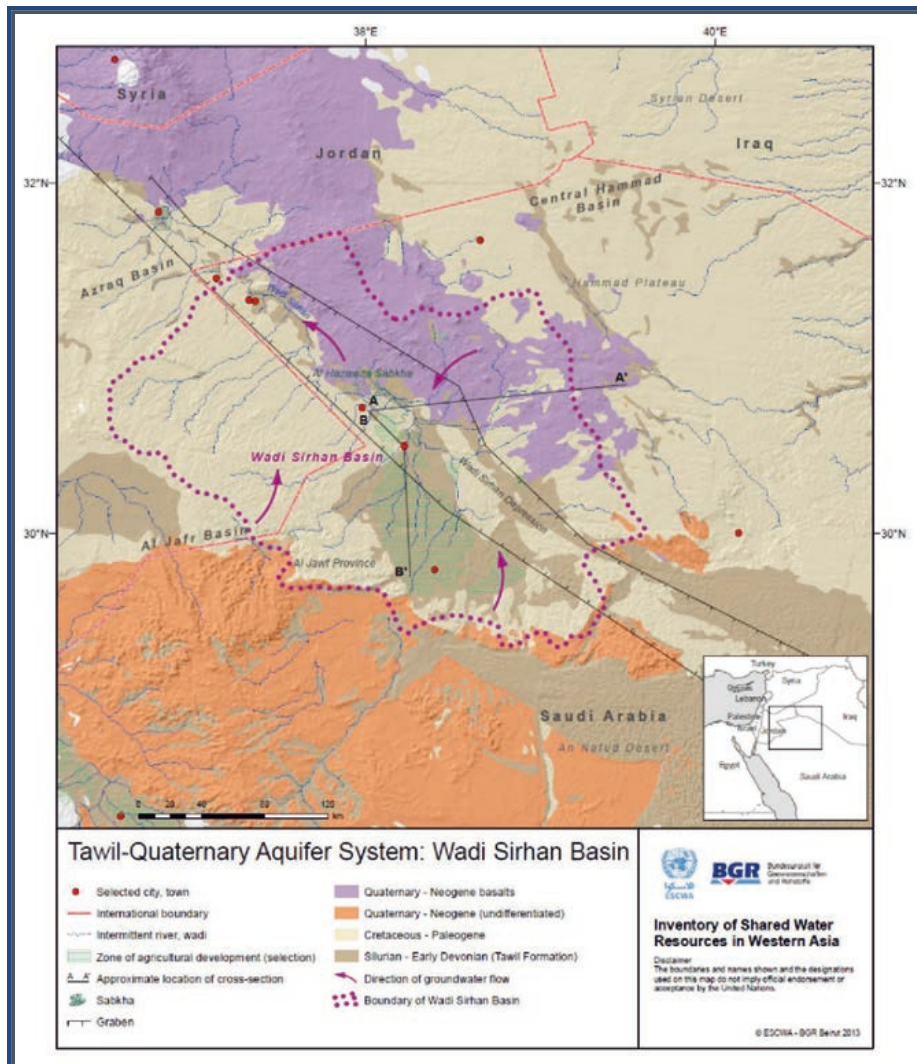 38°E
40°E
Syria
Syrian Desert
Jordan
Iraq
32°N
32°N
Central Hammad
Basin
Azraq Basin
Hammad Plateau
Al Hazawza Sabkha
A
A'
B
Wadi Sirhan Basin
Wadi Sirhan Depression
30°N
30°N
Al Jafr Basin
Al Jawf Province
B'
Saudi Arabia
An Nafud Desert
Turkey
Syria
Lebanon
Palestine
Iraq
Israel
Jordan
Egypt
Saudi Arabia
0 20 40 80 120
km
Tawil-Quaternary Aquifer System: Wadi Sirhan Basin
Selected city, town
International boundary
Intermittent river, wadi
Zone of agricultural development (selection)
A A' Approximate location of cross-section
Sabkha
Graben
Quaternary - Neogene basalts
Quaternary - Neogene (undifferentiated)
Cretaceous - Paleogene
Silurian - Early Devonian (Tawil Formation)
Direction of groundwater flow
Boundary of Wadi Sirhan Basin
ESCWA
BGR
Bundesanstalt für
Geowissenschaften
und Rohstoffe
Inventory of Shared Water
Resources in Western Asia
Disclaimer
The boundaries and names shown and the designations
used on this map do not imply official endorsement or
acceptance by the United Nations.
© ESCWA - BGR Beirut 2013